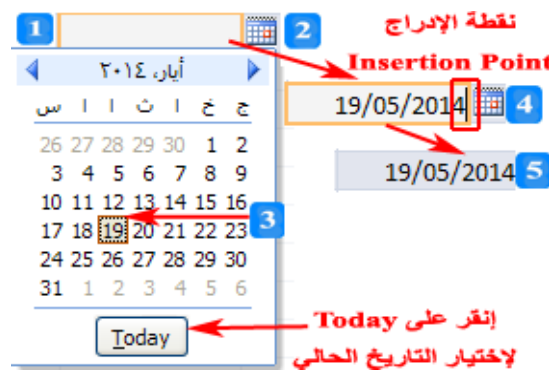 1
2
نقطة الإدراج
Insertion Point
أيار، ٢٠١٤
س ا ا ث ا خ ج
26 27 28 29 30 1 2
3 4 5 6 7 8 9
10 11 12 13 14 15 16
17 18 19 20 21 22 23
24 25 26 27 28 29 30
31 1 2 3 4 5 6
Today
19/05/2014
4
19/05/2014
5
3
إنقر على Today
لإختيار التاريخ الحالي